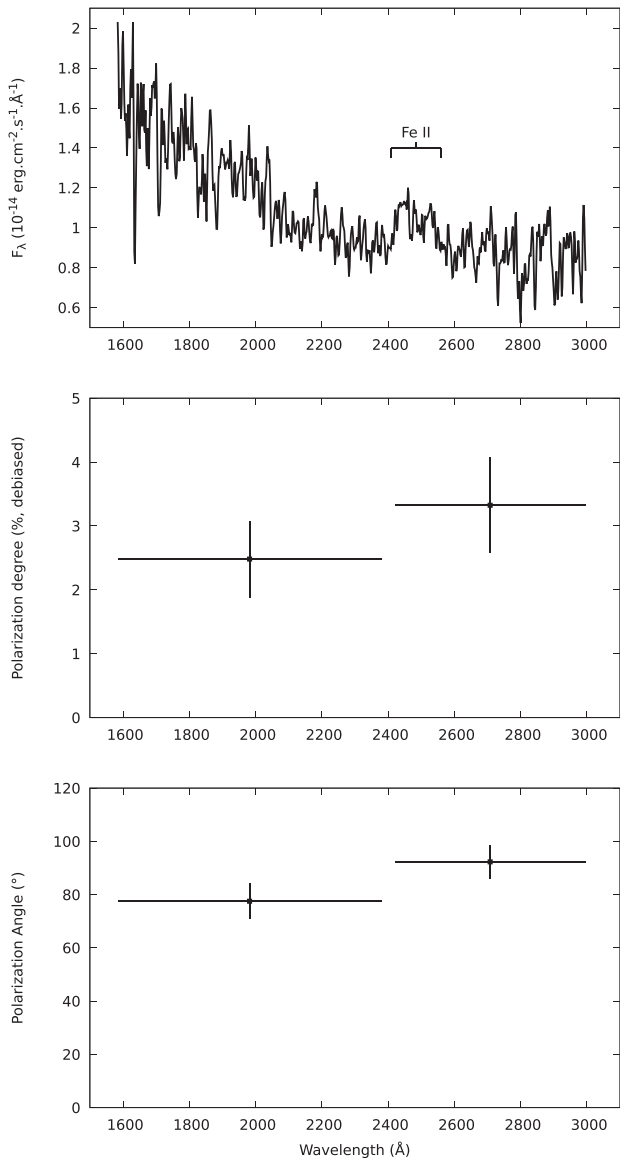 F_λ (10^-14 erg.cm^-2.s^-1.Å^-1)
2
1.8
1.6
1.4
1.2
1
0.8
0.6
Fe II
1600 1800 2000 2200 2400 2600 2800 3000
Polarization degree (%, debiased)
5
4
3
2
1
0
1600 1800 2000 2200 2400 2600 2800 3000
Polarization Angle (°)
120
100
80
60
40
20
0
1600 1800 2000 2200 2400 2600 2800 3000
Wavelength (Å)